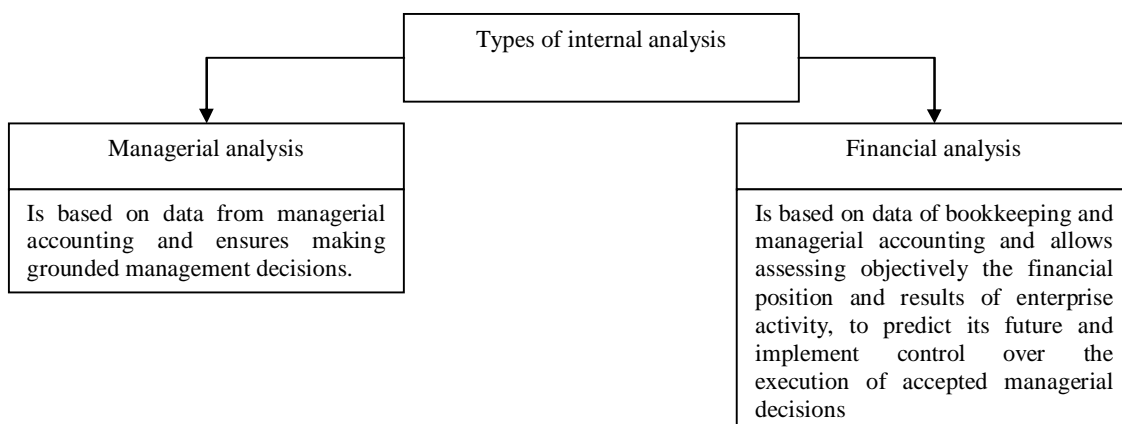 Types of internal analysis
Managerial analysis
Is based on data from managerial
accounting and ensures making
grounded management decisions.
Financial analysis
Is based on data of bookkeeping and
managerial accounting and allows
assessing objectively the financial
position and results of enterprise
activity, to predict its future and
implement control over the
execution of accepted managerial
decisions